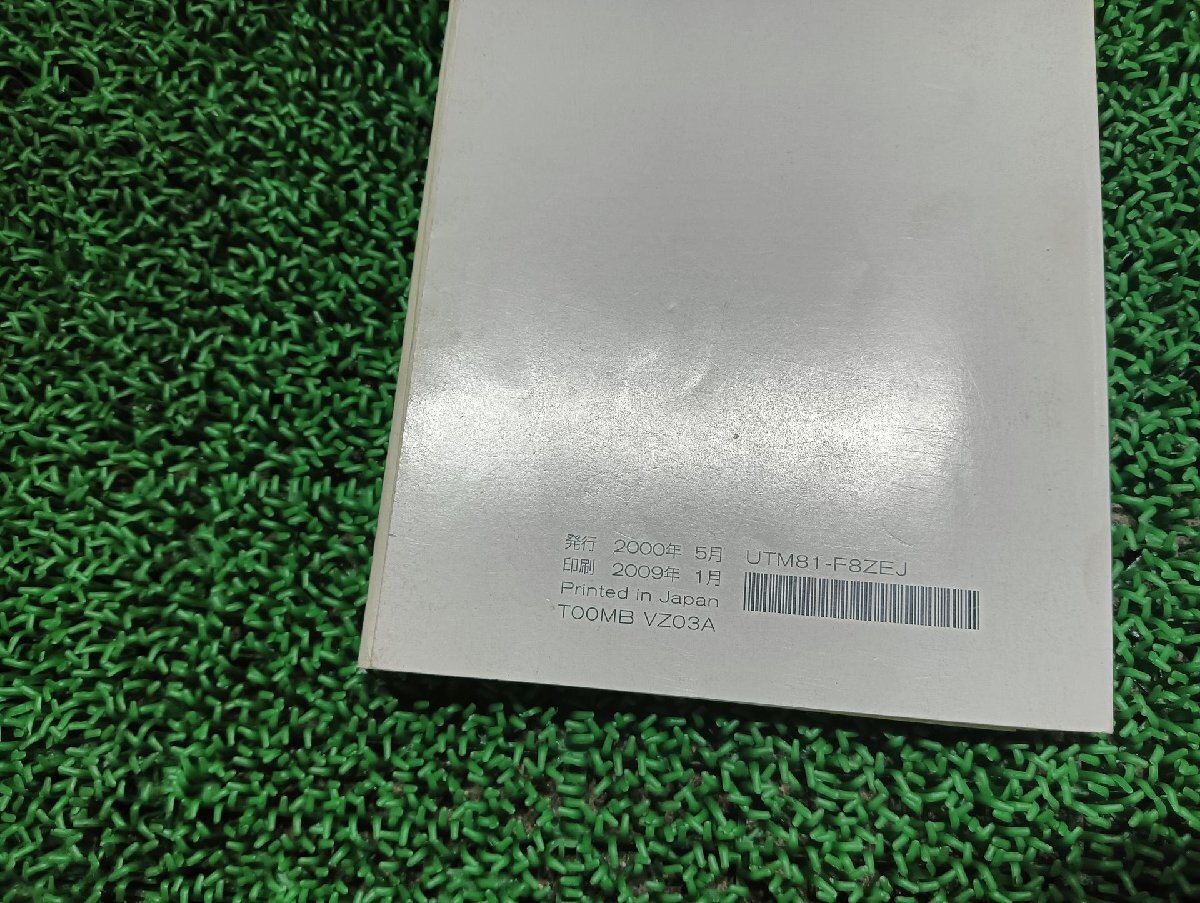 発行 2000年 5月 UTM81-F8ZEJ
印刷 2009年 1月
Printed in Japan
T00MB VZ03A